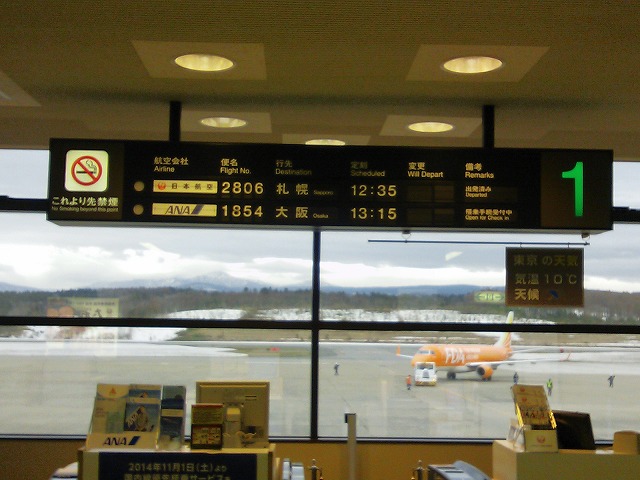 航空会社 便名 行先 定刻 変更 備考
Airline Flight No. Destination Scheduled Will Depart Remarks
日本航空 2806 札幌 Sapporo 12:35 出発済み
Departed
ANA 1854 大阪 Osaka 13:15 搭乗手続受付中
Open for Check in
1
これより先禁煙
No Smoking beyond this point
東京の天気
気温10℃
天候
FDA
ANA
2014年11月1日(土)より